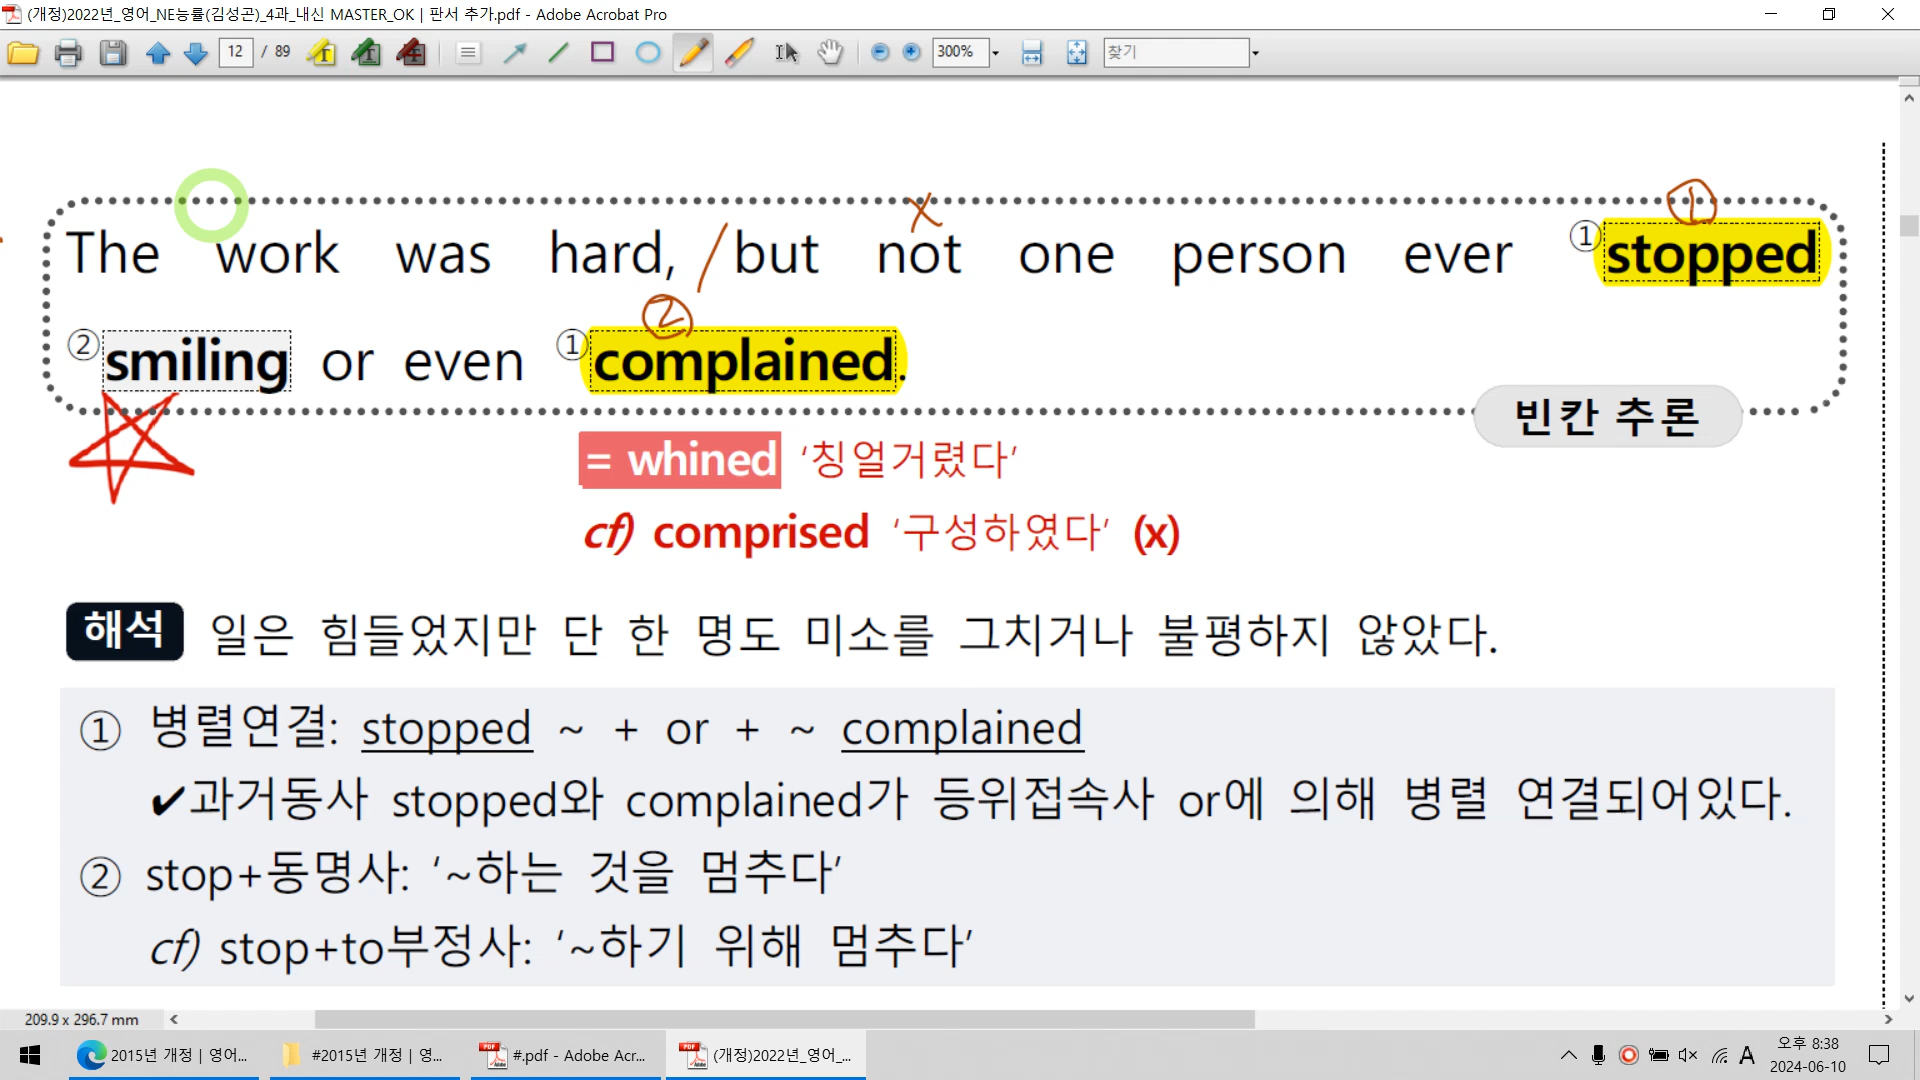 (개정)2022년_영어_NE능률(김성곤)_4과_내신 MASTER_OK | 판서 추가.pdf - Adobe Acrobat Pro
12 / 89 300% 찾기
The work was hard, but not one person ever ①stopped
②smiling or even ①complained.
빈칸 추론
= whined ‘칭얼거렸다’
cf) comprised ‘구성하였다’ (x)
해석 일은 힘들었지만 단 한 명도 미소를 그치거나 불평하지 않았다.
① 병렬연결: stopped ~ + or + ~ complained
✔과거동사 stopped와 complained가 등위접속사 or에 의해 병렬 연결되어있다.
② stop+동명사: ‘~하는 것을 멈추다’
cf) stop+to부정사: ‘~하기 위해 멈추다’
209.9 x 296.7 mm
2015년 개정 | 영어... #2015년 개정 | 영... #.pdf - Adobe Acr... (개정)2022년_영어_... A 오후 8:38
2024-06-10